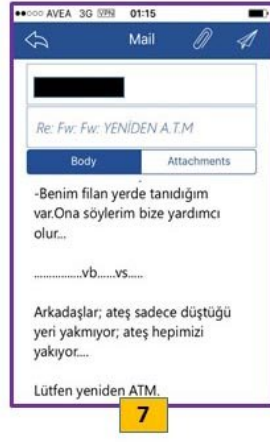 AVEA 3G VPN 01:15
Mail
Re: Fw: Fw: YENİDEN A.T.M
Body Attachments
-Benim filan yerde tanıdığım
var.Ona söylerim bize yardımcı
olur...
................vb......vs.....
Arkadaşlar; ateş sadece düştüğü
yeri yakmıyor; ateş hepimizi
yakıyor....
Lütfen yeniden ATM.
7